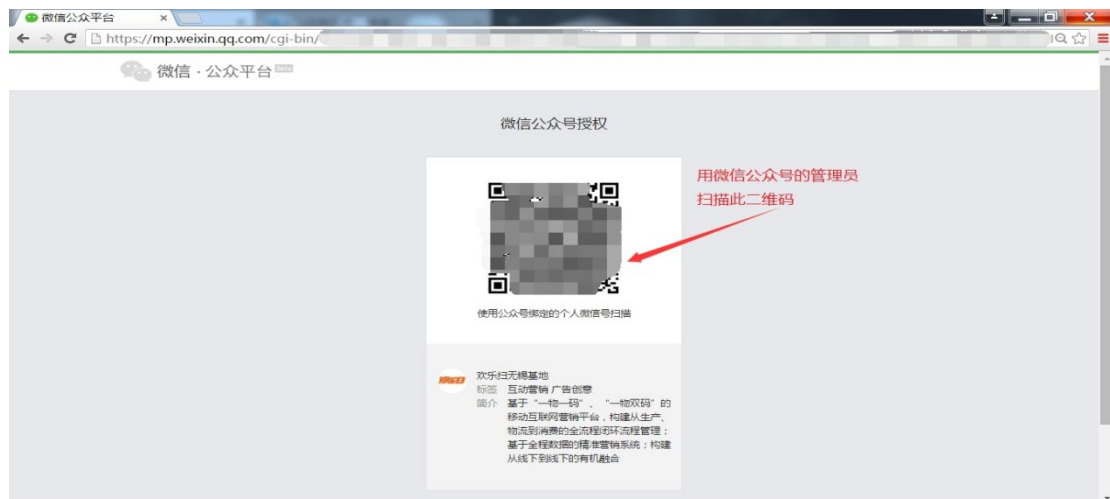 微信公众平台
https://mp.weixin.qq.com/cgi-bin/
微信·公众平台
微信公众号授权
用微信公众号的管理员
扫描此二维码
使用公众号绑定的个人微信号扫描
欢乐扫无锡基地
标签 互动营销 广告创意
简介 基于“一物一码”、“一物双码”的
移动互联网营销平台，构建从生产、
物流到消费的全流程闭环流程管理；
基于全程数据的精准营销系统；构建
从线下到线下的有机融合